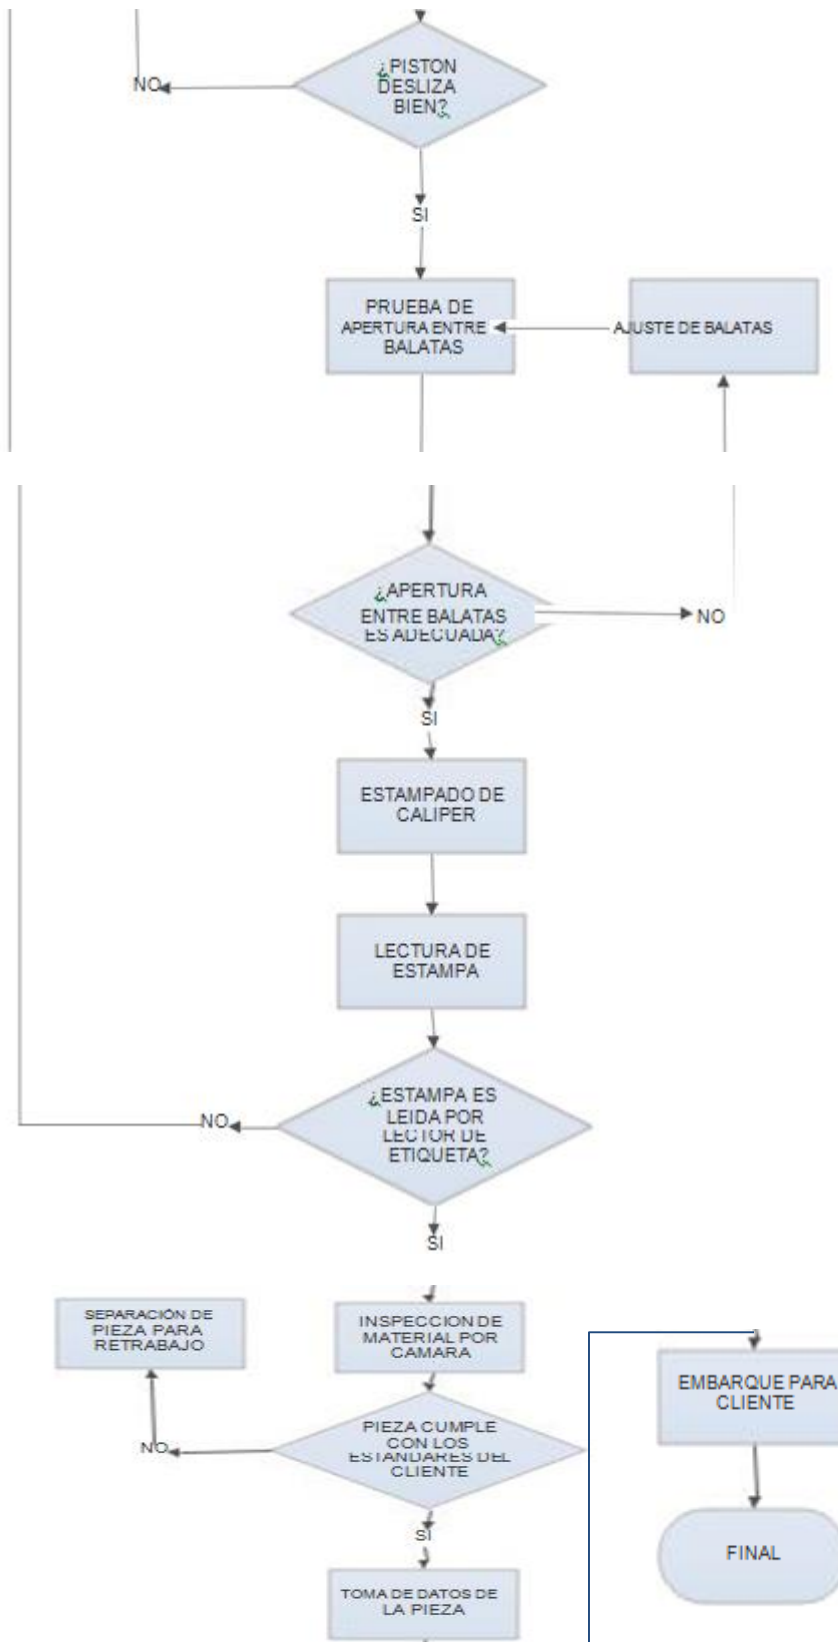 ¿PISTON
DESLIZA
BIEN?
NO
SI
PRUEBA DE
APERTURA ENTRE
BALATAS
AJUSTE DE BALATAS
¿APERTURA
ENTRE BALATAS
ES ADECUADA?
NO
SI
ESTAMPADO DE
CALIPER
LECTURA DE
ESTAMPA
¿ESTAMPA ES
LEIDA POR
LECTOR DE
ETIQUETA?
NO
SI
SEPARACIÓN DE
PIEZA PARA
RETRABAJO
INSPECCION DE
MATERIAL POR
CAMARA
EMBARQUE PARA
CLIENTE
PIEZA CUMPLE
CON LOS
ESTANDARES DEL
CLIENTE
NO
SI
FINAL
TOMA DE DATOS DE
LA PIEZA